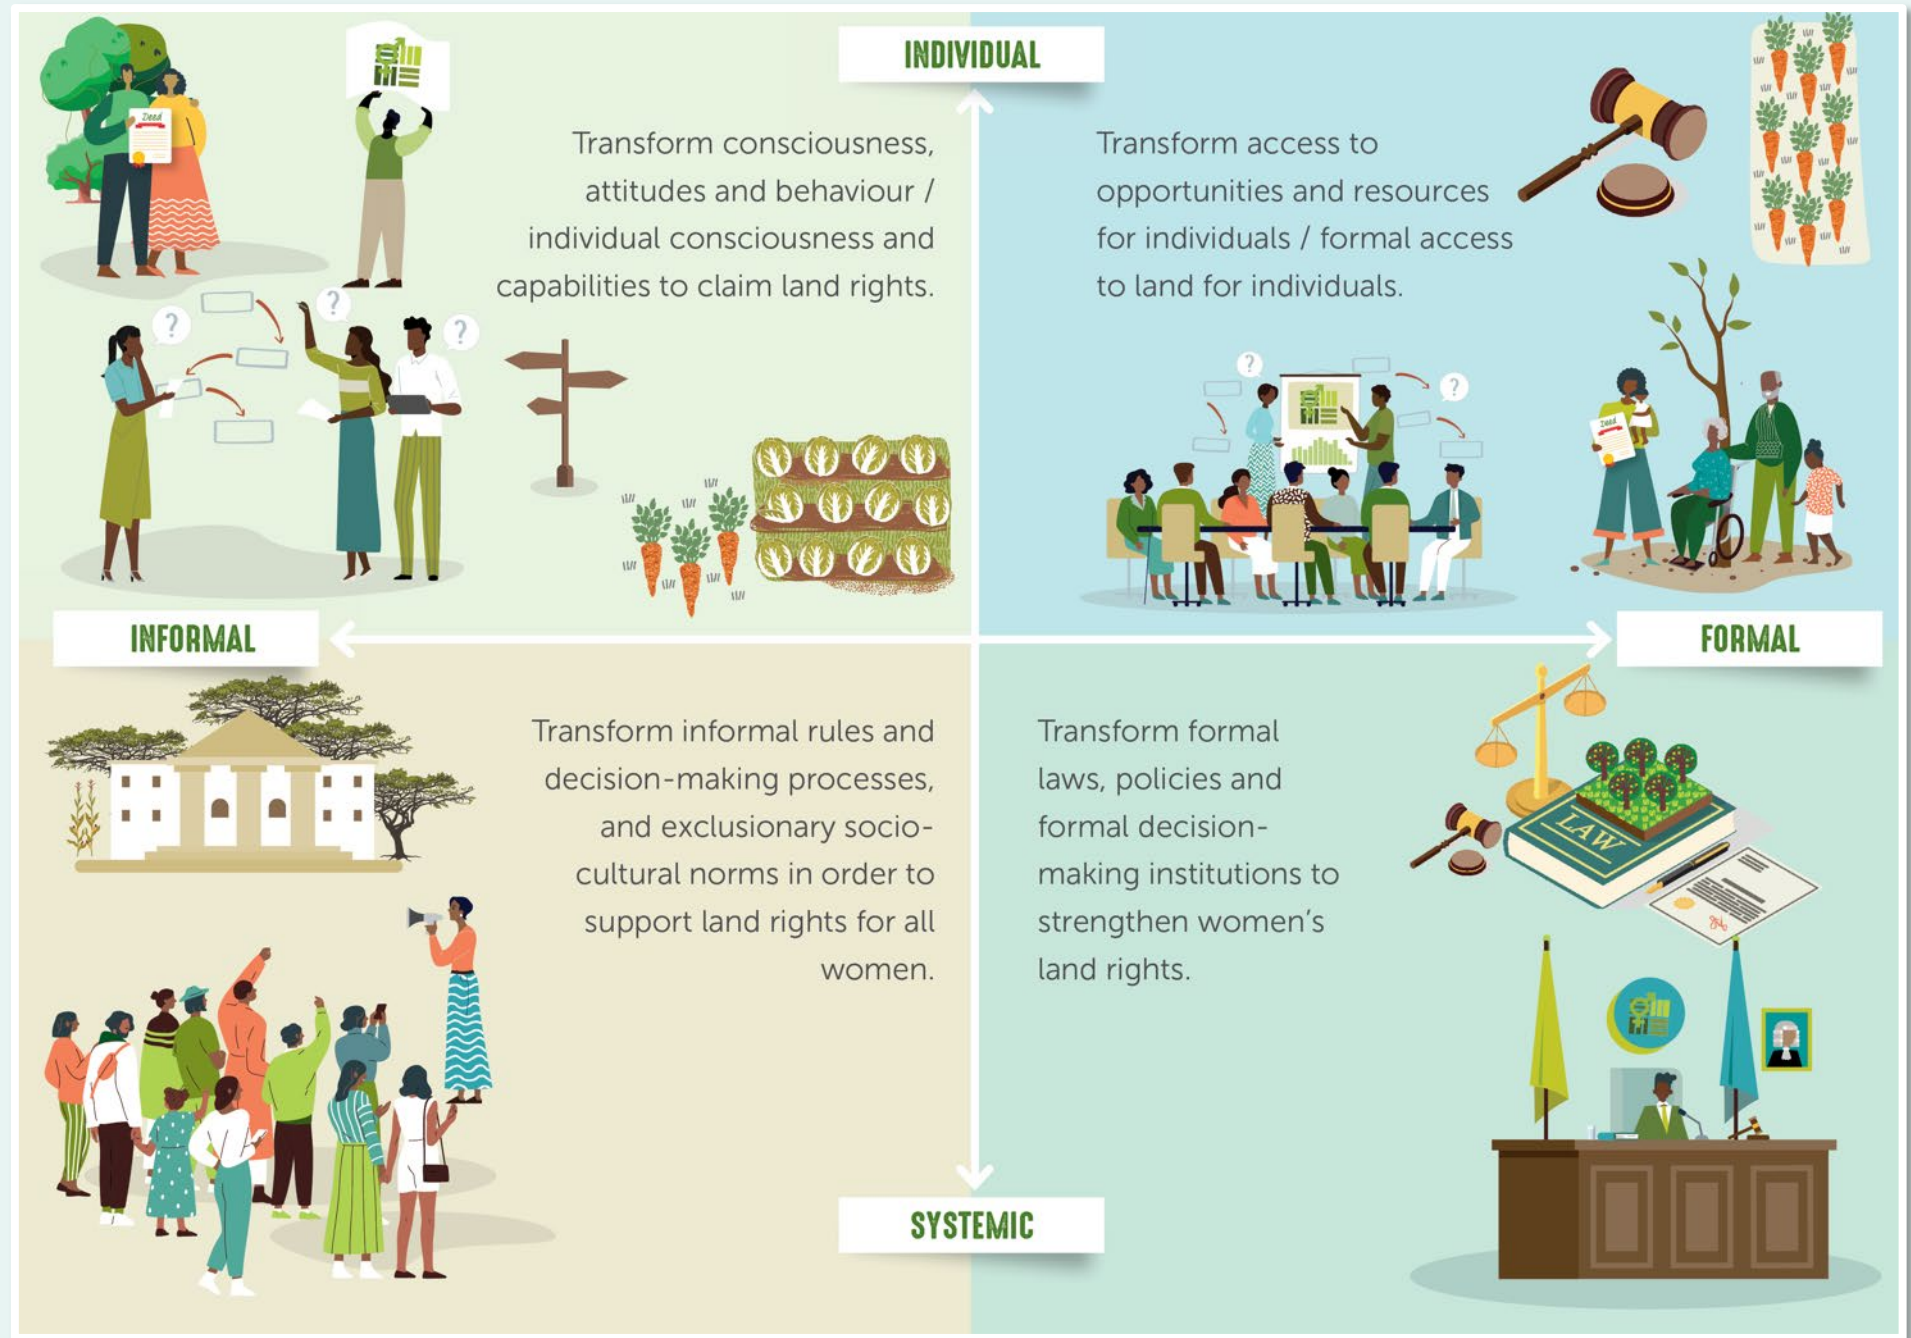 INDIVIDUAL
Deed
Transform consciousness,
attitudes and behaviour /
individual consciousness and
capabilities to claim land rights.
?
?
?
Transform access to
opportunities and resources
for individuals / formal access
to land for individuals.
?
?
Deed
INFORMAL
FORMAL
Transform informal rules and
decision-making processes,
and exclusionary socio-
cultural norms in order to
support land rights for all
women.
Transform formal
laws, policies and
formal decision-
making institutions to
strengthen women’s
land rights.
LAW
SYSTEMIC